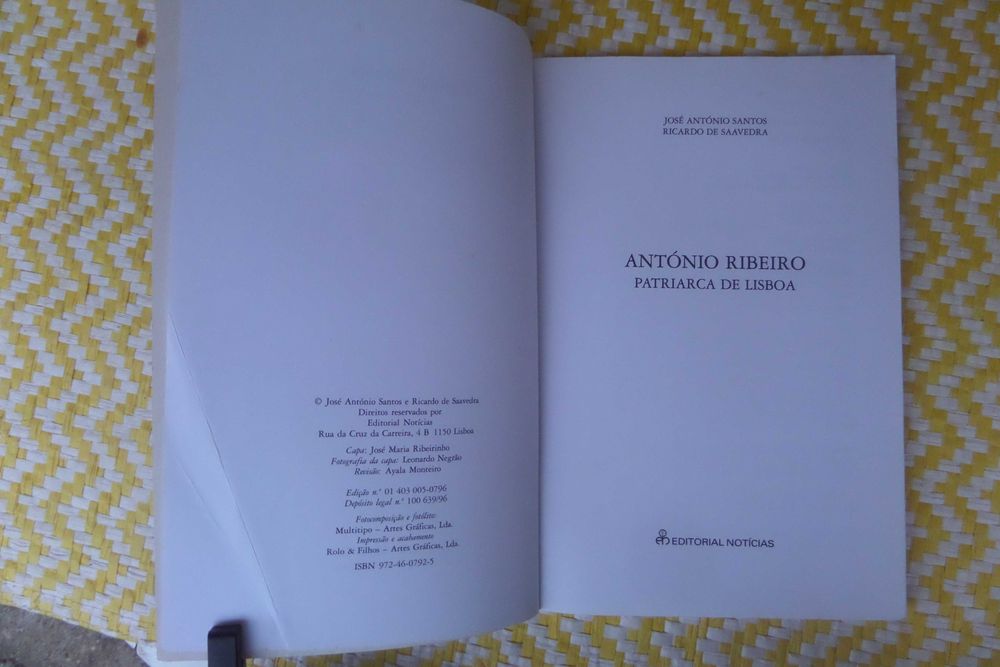 © José António Santos e Ricardo de Saavedra
Direitos reservados por
Editorial Notícias
Rua da Cruz da Carreira, 4 B 1150 Lisboa
Capa: José Maria Ribeirinho
Fotografia da capa: Leonardo Negrão
Revisão: Ayala Monteiro
Edição n.º 01 403 005-0796
Depósito legal n.º 100 639/96
Fotocomposição e fotólito:
Multitipo – Artes Gráficas, Lda.
Impressão e acabamento
Rolo & Filhos – Artes Gráficas, Lda.
ISBN 972-46-0792-5
JOSÉ ANTÓNIO SANTOS
RICARDO DE SAAVEDRA
ANTÓNIO RIBEIRO
PATRIARCA DE LISBOA
EDITORIAL NOTÍCIAS